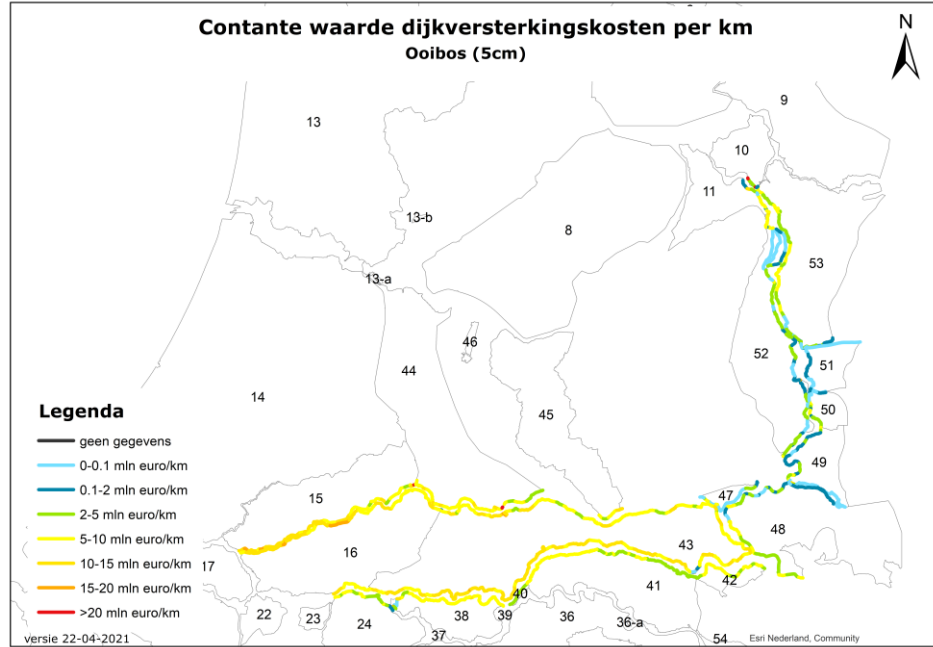 Contante waarde dijkversterkingskosten per km
Ooibos (5cm)
N
9
13
10
11
13-b
8
53
13-a
46
52
51
44
14
45
50
Legenda
geen gegevens
0-0.1 mln euro/km
0.1-2 mln euro/km
2-5 mln euro/km
5-10 mln euro/km
10-15 mln euro/km
15-20 mln euro/km
>20 mln euro/km
49
47
15
48
16
43
17
42
41
40
22
23
24
38
39
36
36-a
37
54
versie 22-04-2021
Esri Nederland, Community